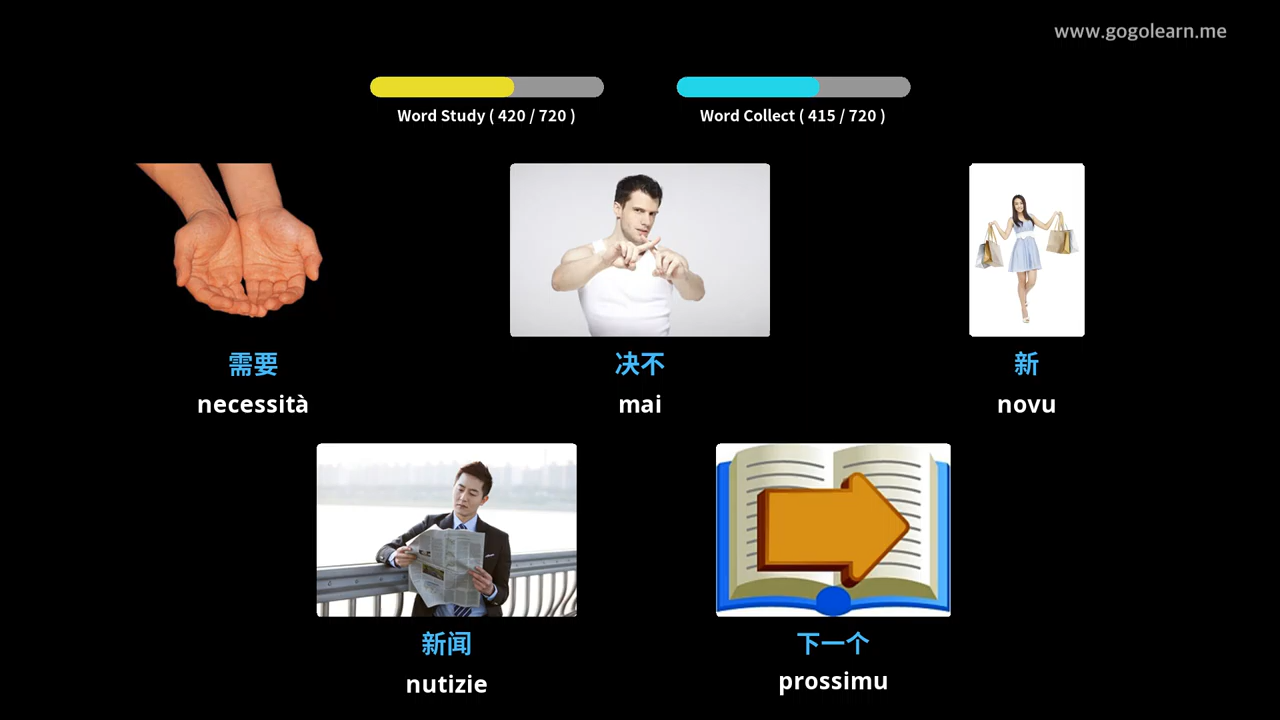 www.gogolearn.me
Word Study ( 420 / 720 )
Word Collect ( 415 / 720 )
需要
necessità
决不
mai
新
novu
新闻
nutizie
下一个
prossimu